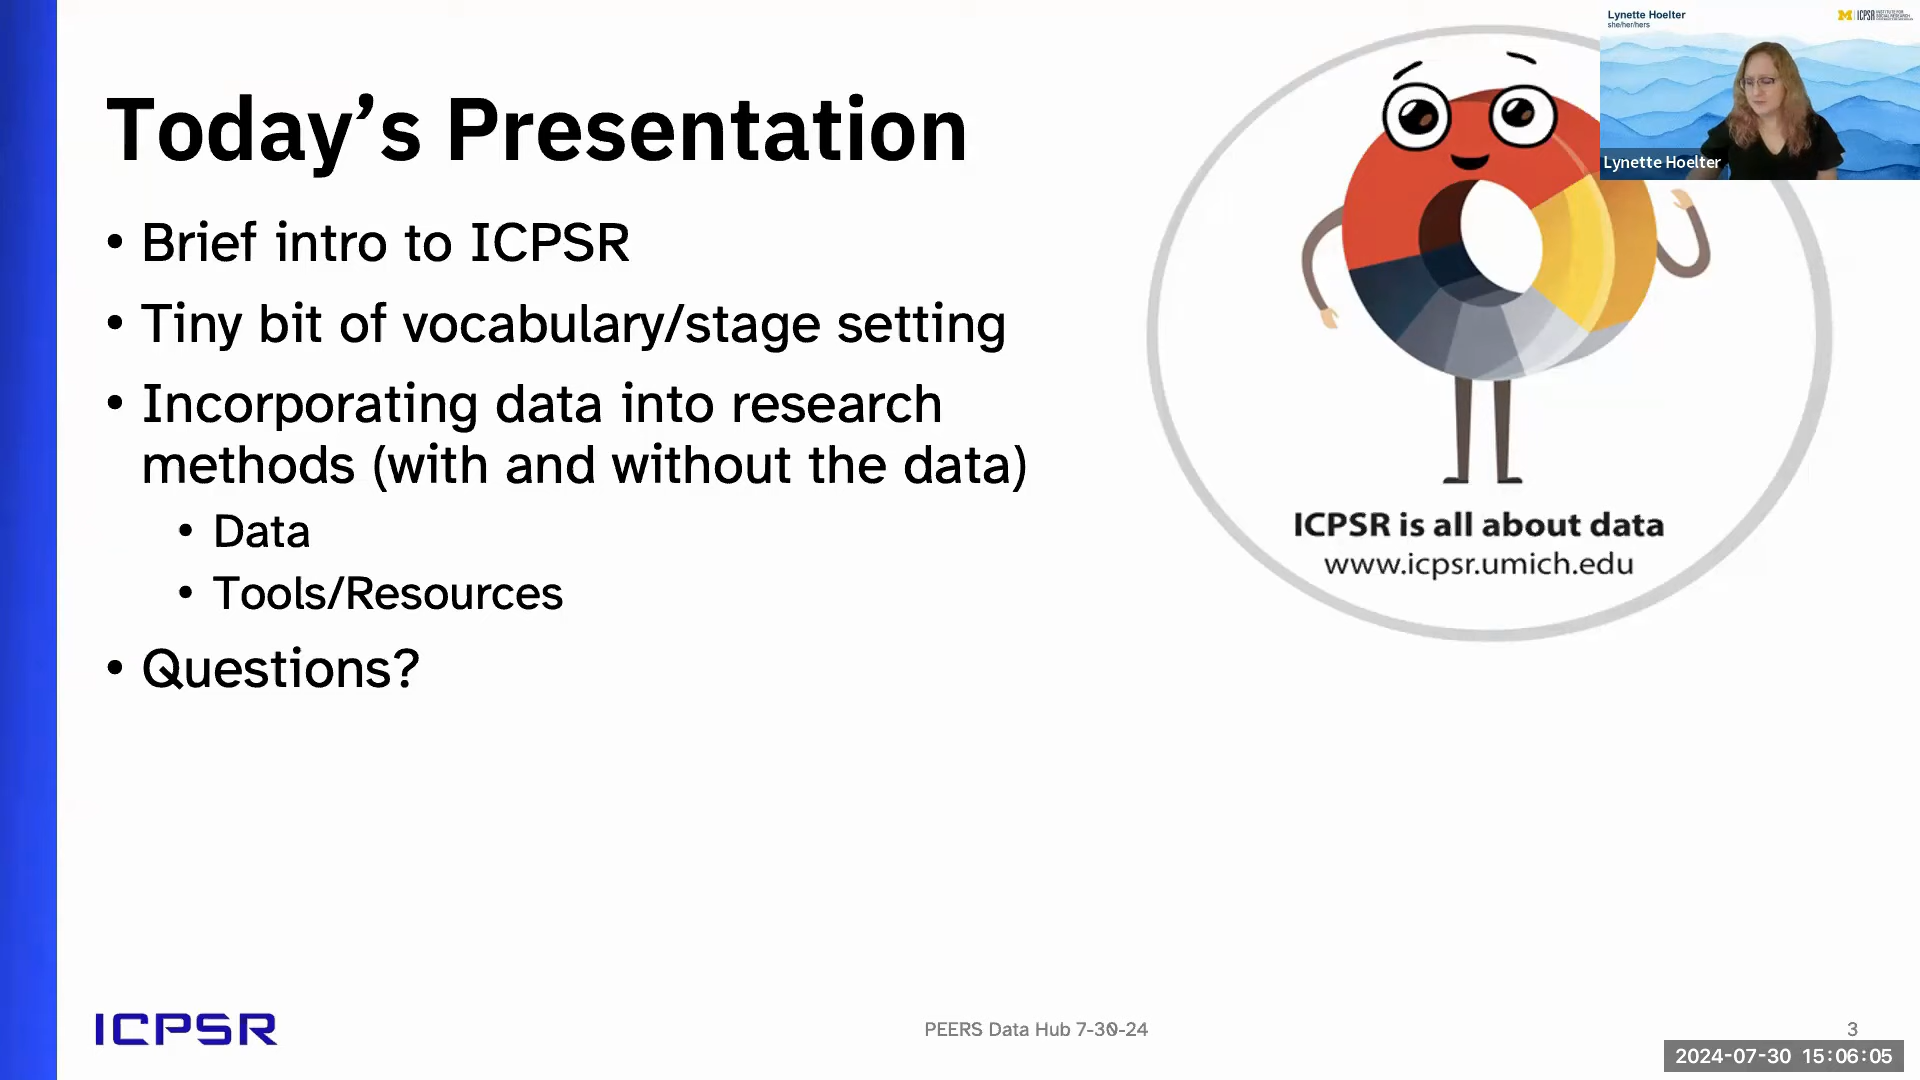 Today’s Presentation
• Brief intro to ICPSR
• Tiny bit of vocabulary/stage setting
• Incorporating data into research
methods (with and without the data)
• Data
• Tools/Resources
• Questions?
Lynette Hoelter
she/her/hers
M ICPSR
Lynette Hoelter
ICPSR is all about data
www.icpsr.umich.edu
ICPSR
PEERS Data Hub 7-30-24
3
2024-07-30 15:06:05